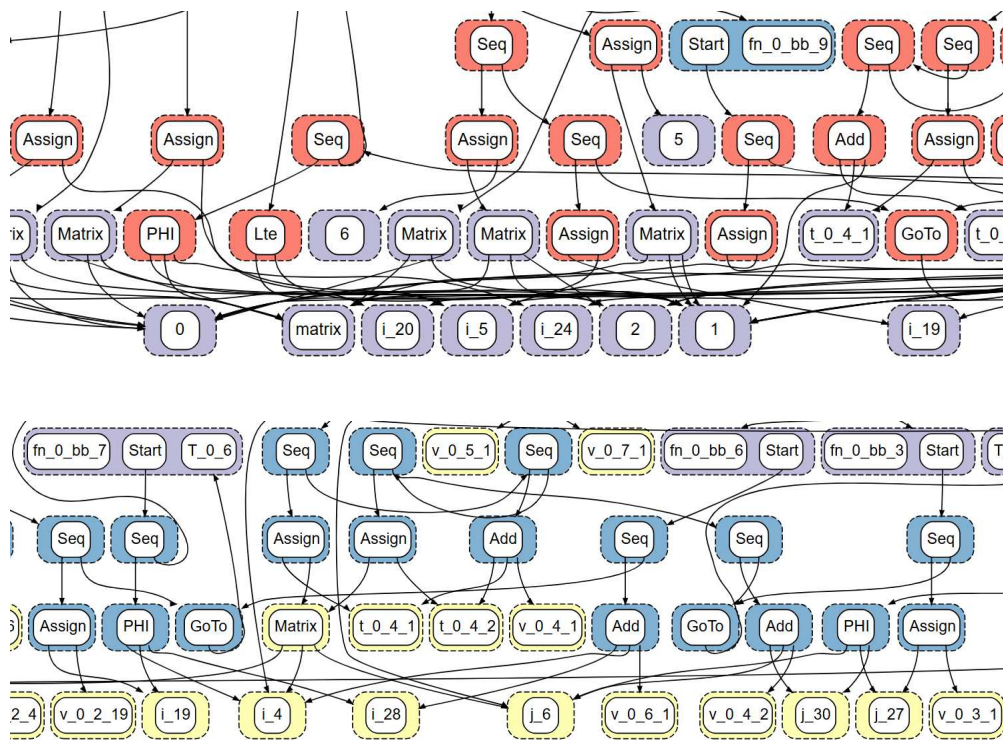 Seq Assign Start fn_0_bb_9 Seq Seq
Assign Assign Seq Assign Seq 5 Seq Add Assign
Matrix PHI Lte 6 Matrix Matrix Assign Matrix Assign t_0_4_1 GoTo
0 matrix i_20 i_5 i_24 2 1 i_19
fn_0_bb_7 Start T_0_6 Seq Seq v_0_5_1 Seq v_0_7_1 fn_0_bb_6 Start fn_0_bb_3 Start
Seq Seq Assign Assign Add Seq Seq Seq
Assign PHI GoTo Matrix t_0_4_1 t_0_4_2 v_0_4_1 Add GoTo Add PHI Assign
v_0_2_19 i_19 i_4 i_28 j_6 v_0_6_1 v_0_4_2 j_30 j_27 v_0_3_1